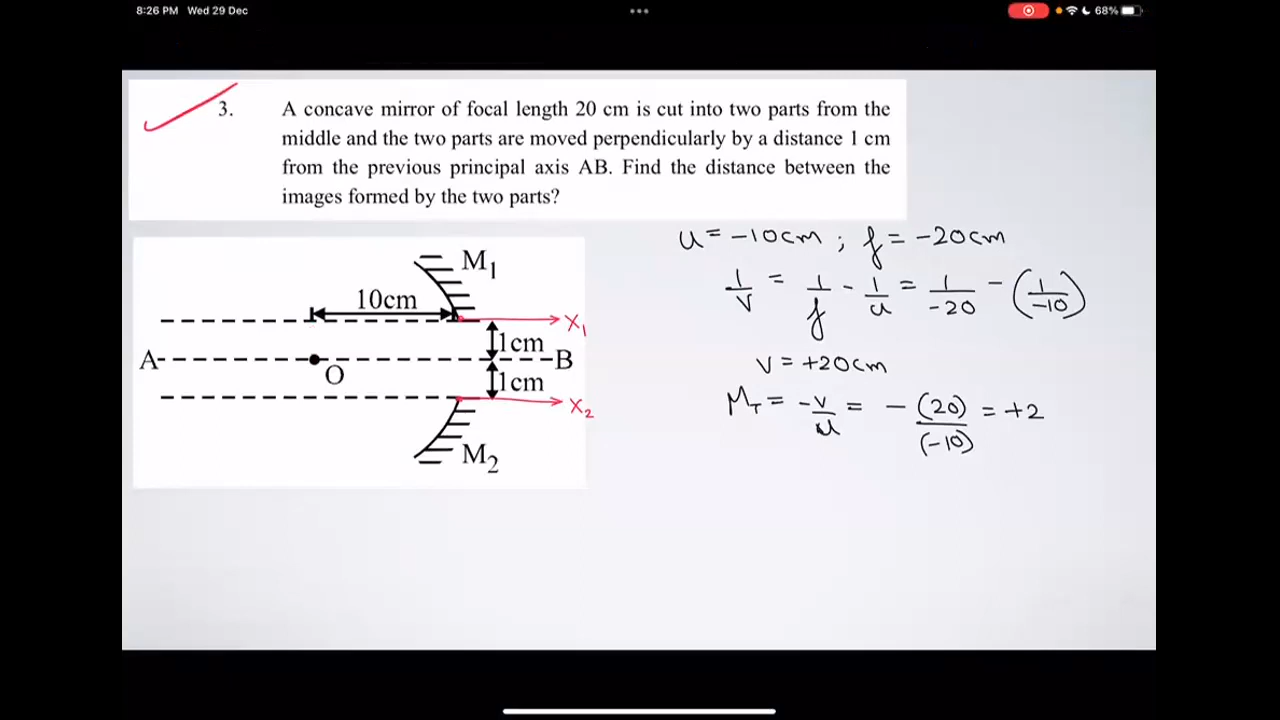 8:26 PM Wed 29 Dec
68%
3. A concave mirror of focal length 20 cm is cut into two parts from the
middle and the two parts are moved perpendicularly by a distance 1 cm
from the previous principal axis AB. Find the distance between the
images formed by the two parts?
u = -10cm ; f = -20cm
1/v = 1/f - 1/u = 1/-20 - (1/-10)
v = +20cm
M_T = -v/u = - (20)/(-10) = +2
M₁
10cm
X₁
1cm
A
B
O
1cm
X₂
M₂